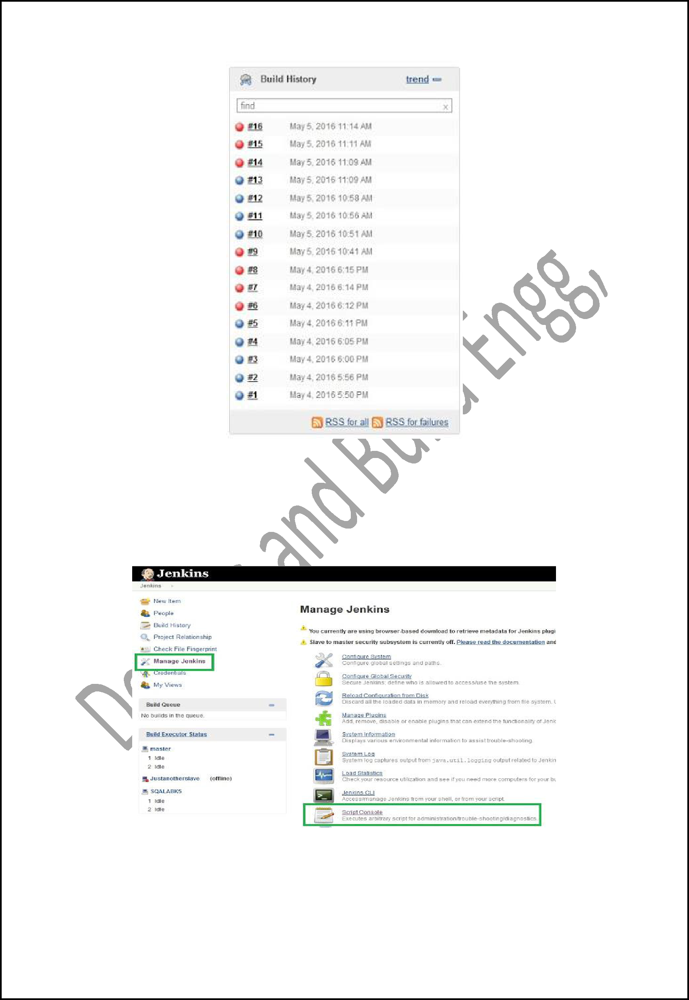 Build History trend
find x
#16 May 5, 2016 11:14 AM
#15 May 5, 2016 11:11 AM
#14 May 5, 2016 11:09 AM
#13 May 5, 2016 11:09 AM
#12 May 5, 2016 10:58 AM
#11 May 5, 2016 10:56 AM
#10 May 5, 2016 10:51 AM
#9 May 5, 2016 10:41 AM
#8 May 4, 2016 6:15 PM
#7 May 4, 2016 6:14 PM
#6 May 4, 2016 6:12 PM
#5 May 4, 2016 6:11 PM
#4 May 4, 2016 6:05 PM
#3 May 4, 2016 6:00 PM
#2 May 4, 2016 5:56 PM
#1 May 4, 2016 5:50 PM
RSS for all RSS for failures
and
Engg,
Jenkins
Jenkins
New Item
People
Build History
Project Relationship
Check File Fingerprint
Manage Jenkins
Credentials
My Views
Build Queue
No builds in the queue.
Build Executor Status
master
1 Idle
2 Idle
Justanotherslave (offline)
SQALABK5
1 Idle
2 Idle
Manage Jenkins
You currently are using browser-based download to retrieve metadata for Jenkins plugi
Slave to master security subsystem is currently off. Please read the documentation and
Configure System
Configure global settings and paths.
Configure Global Security
Secure Jenkins; define who is allowed to access/use the system.
Reload Configuration from Disk
Discard all the loaded data in memory and reload everything from file system. U
Manage Plugins
Add, remove, disable or enable plugins that can extend the functionality of Jenk
System Information
Displays various environmental information to assist trouble-shooting.
System Log
System log captures output from java.util.logging output related to Jenkin
Load Statistics
Check your resource utilization and see if you need more computers for your bu
Jenkins CLI
Access/manage Jenkins from your shell, or from your script.
Script Console
Executes arbitrary script for administration/trouble-shooting/diagnostics.